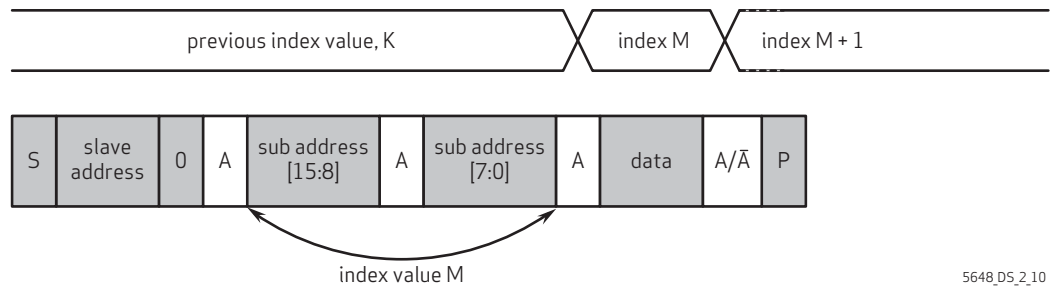 previous index value, K
index M
index M + 1
S
slave
address
0
A
sub address
[15:8]
A
sub address
[7:0]
A
data
A/Ā
P
index value M
5648_DS_2_10